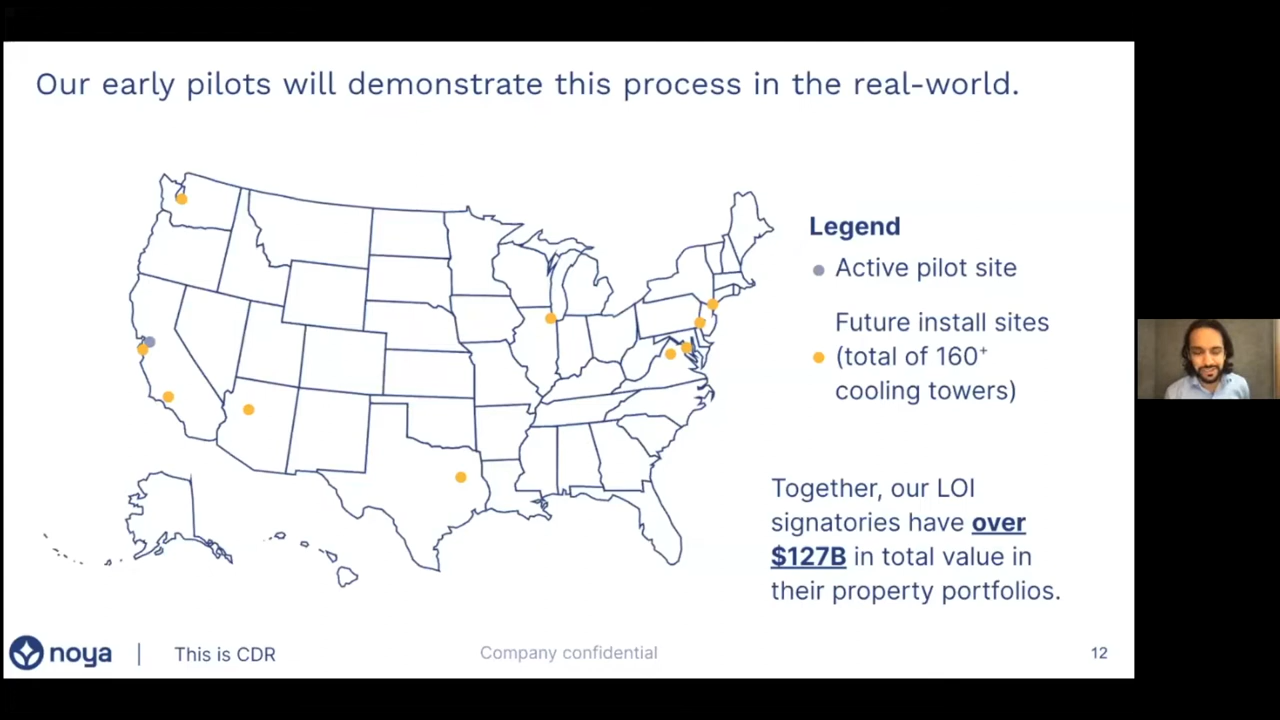 Our early pilots will demonstrate this process in the real-world.
Legend
Active pilot site
Future install sites
(total of 160⁺
cooling towers)
Together, our LOI
signatories have over
$127B in total value in
their property portfolios.
noya | This is CDR
Company confidential
12